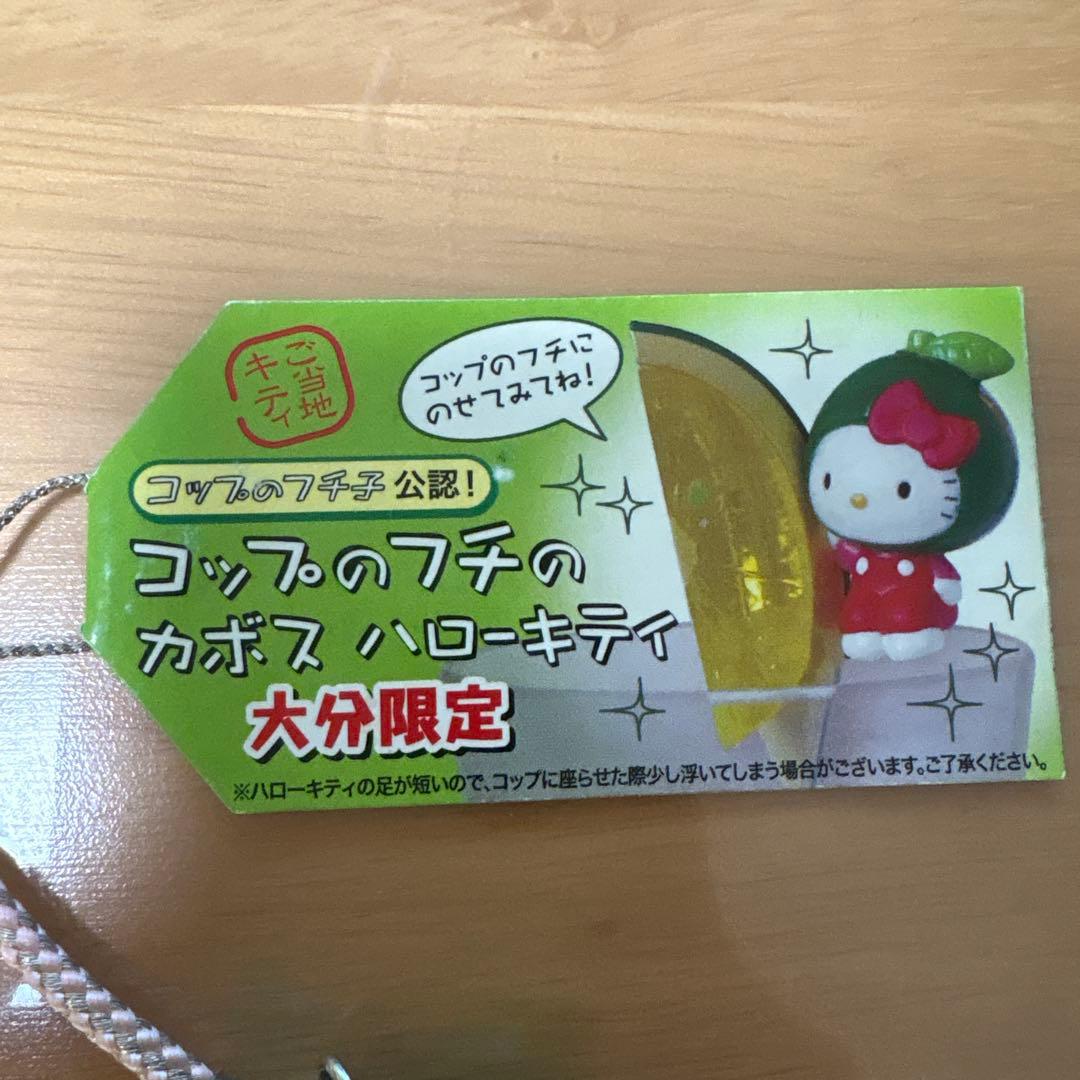 ご当地
キティ
コップのフチに
のせてみてね!
コップのフチ子 公認!
コップのフチの
カボス ハローキティ
大分限定
※ハローキティの足が短いので、コップに座らせた際少し浮いてしまう場合がございます。ご了承ください。